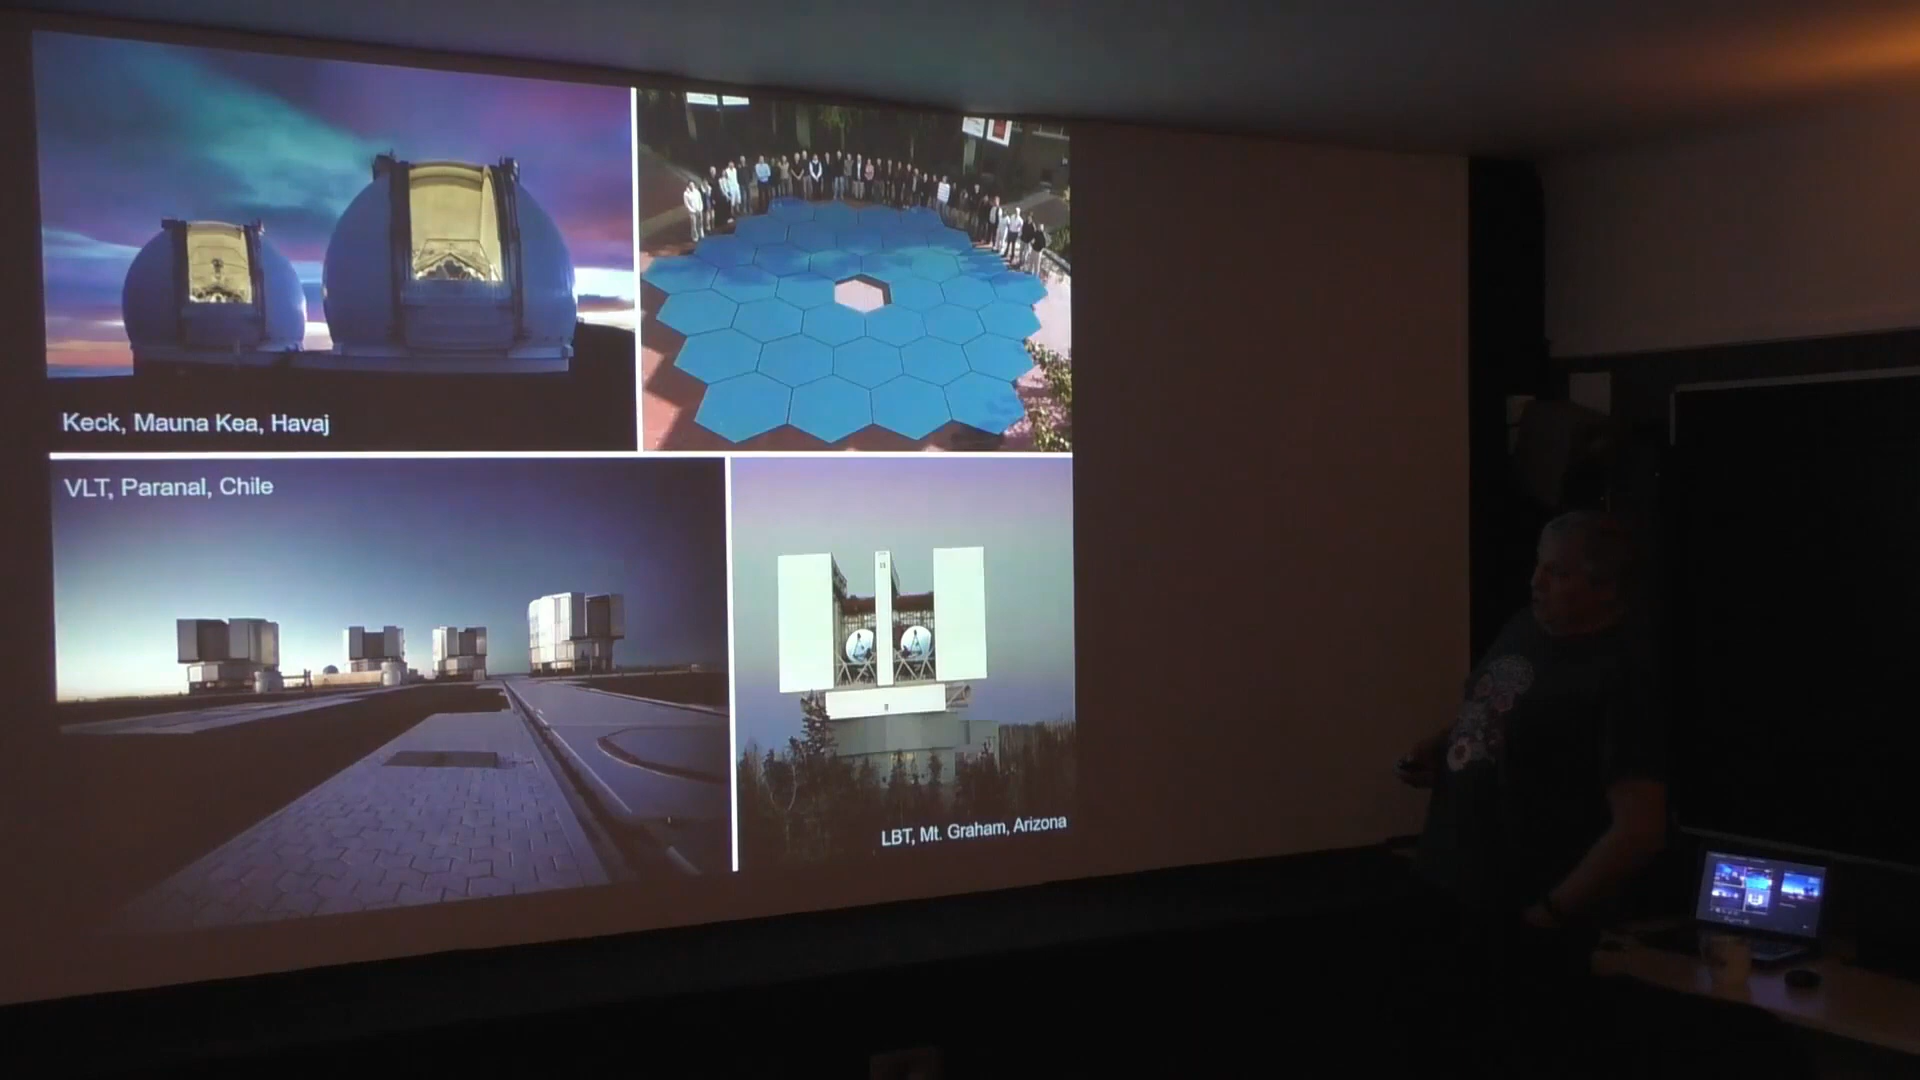 Keck, Mauna Kea, Havaj
VLT, Paranal, Chile
LBT, Mt. Graham, Arizona